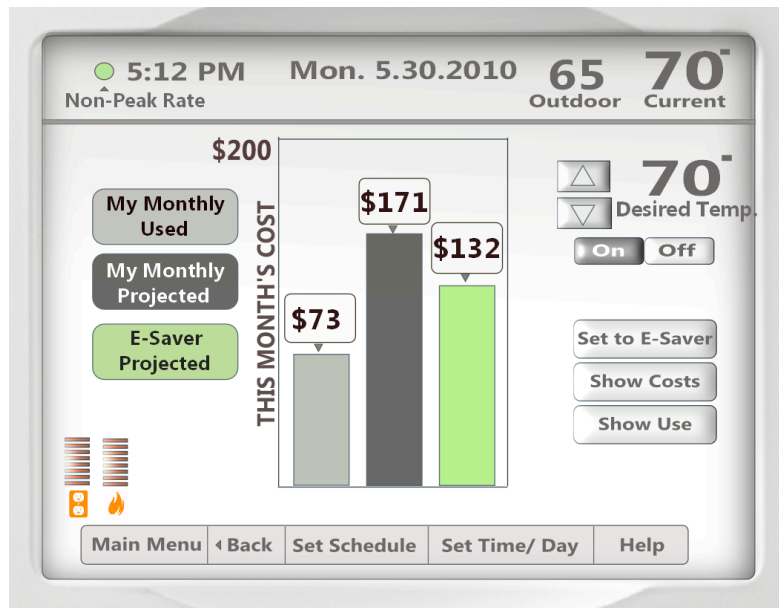 5:12 PM
Mon. 5.30.2010
65
70-
Non-Peak Rate
Outdoor
Current
$200
THIS MONTH'S COST
My Monthly
Used
My Monthly
Projected
E-Saver
Projected
$73
$171
$132
70-
Desired Temp.
On
Off
Set to E-Saver
Show Costs
Show Use
Main Menu
Back
Set Schedule
Set Time/ Day
Help